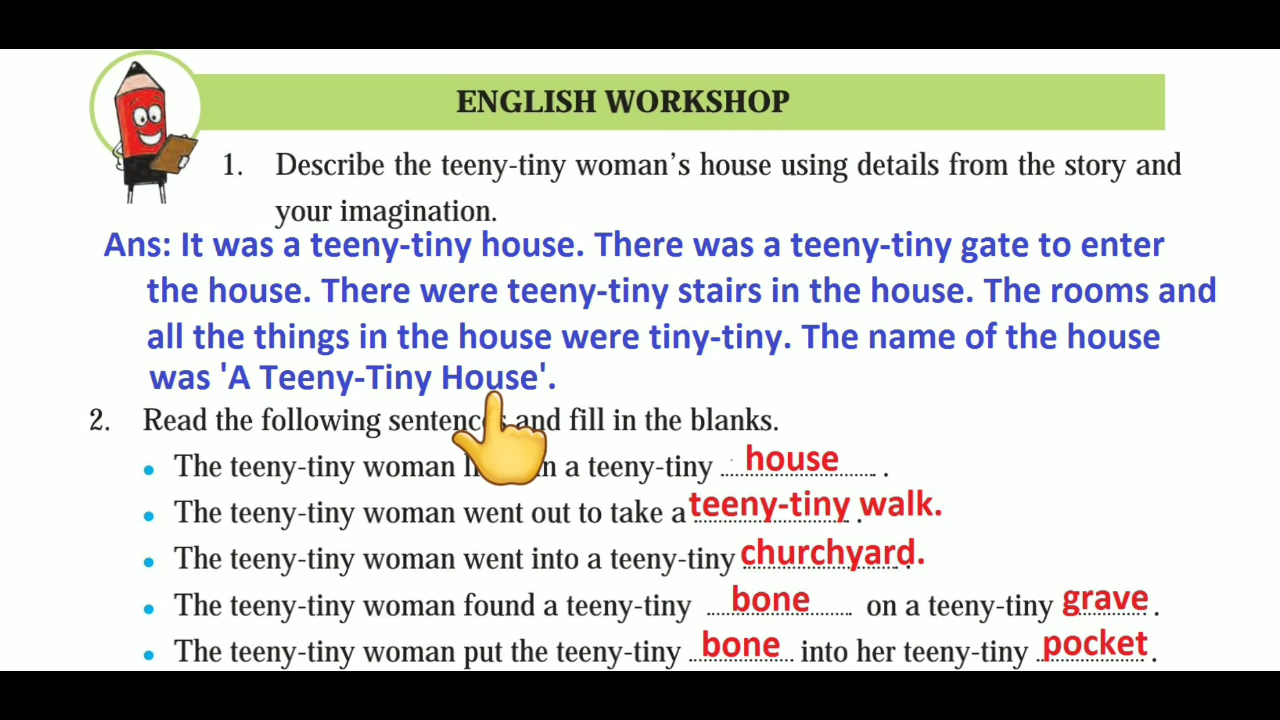 ENGLISH WORKSHOP
1. Describe the teeny-tiny woman's house using details from the story and
your imagination.
Ans: It was a teeny-tiny house. There was a teeny-tiny gate to enter
the house. There were teeny-tiny stairs in the house. The rooms and
all the things in the house were tiny-tiny. The name of the house
was 'A Teeny-Tiny House'.
2. Read the following sentences and fill in the blanks.
The teeny-tiny woman a teeny-tiny house .
The teeny-tiny woman went out to take a teeny-tiny walk.
The teeny-tiny woman went into a teeny-tiny churchyard.
The teeny-tiny woman found a teeny-tiny bone on a teeny-tiny grave .
The teeny-tiny woman put the teeny-tiny bone into her teeny-tiny pocket .